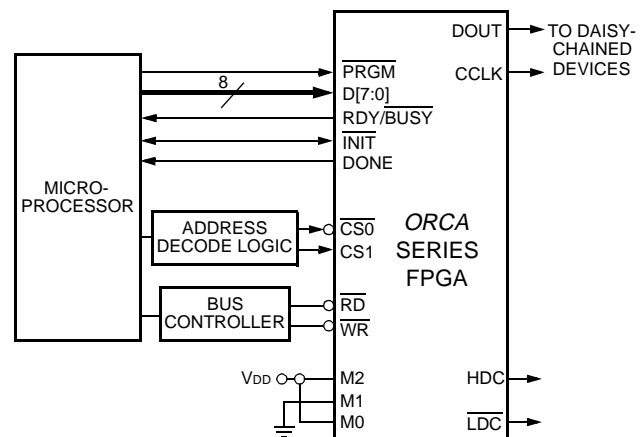 MICRO-
PROCESSOR
8
ADDRESS
DECODE LOGIC
BUS
CONTROLLER
VDD
PRGM
D[7:0]
RDY/BUSY
INIT
DONE
CS0
CS1
RD
WR
M2
M1
M0
ORCA
SERIES
FPGA
DOUT
CCLK
HDC
LDC
TO DAISY-
CHAINED
DEVICES